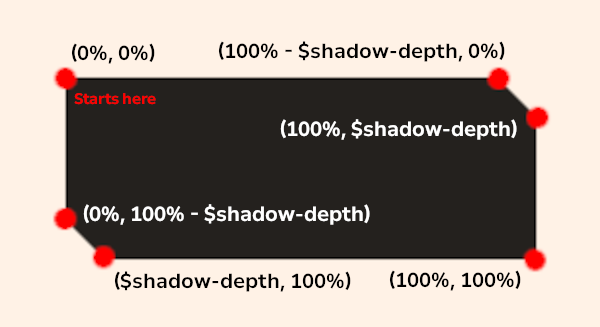 (0%, 0%)
(100% - $shadow-depth, 0%)
Starts here
(100%, $shadow-depth)
(0%, 100% - $shadow-depth)
($shadow-depth, 100%)
(100%, 100%)